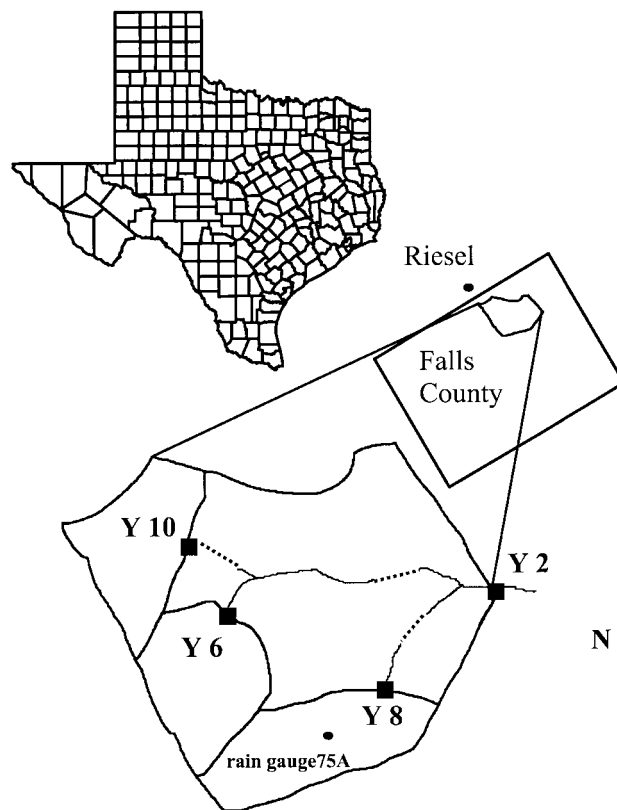 Riesel
Falls
County
Y 10
Y 2
Y 6
N
Y 8
rain gauge75A